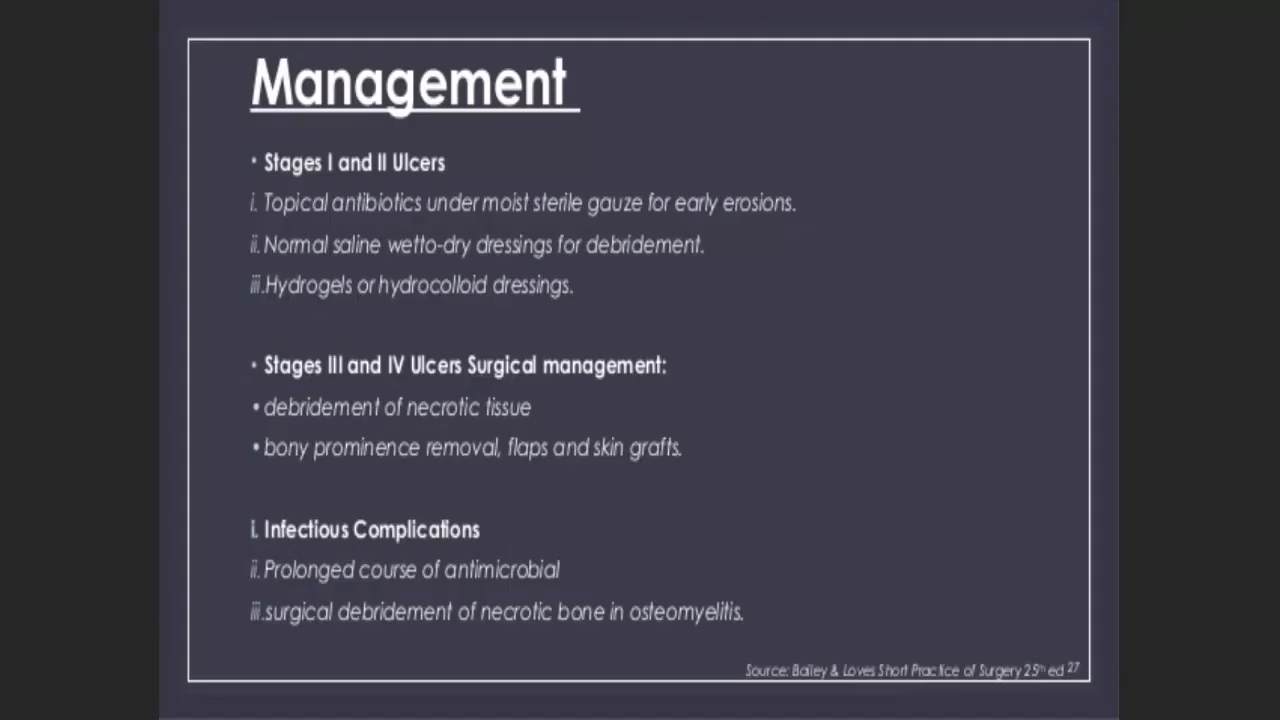 Management
• Stages I and II Ulcers
i. Topical antibiotics under moist sterile gauze for early erosions.
ii. Normal saline wetto-dry dressings for debridement.
iii.Hydrogels or hydrocolloid dressings.
• Stages III and IV Ulcers Surgical management:
• debridement of necrotic tissue
• bony prominence removal, flaps and skin grafts.
i. Infectious Complications
ii. Prolonged course of antimicrobial
iii.surgical debridement of necrotic bone in osteomyelitis.
Source: Bailey & Loves Short Practice of Surgery 25th ed 27